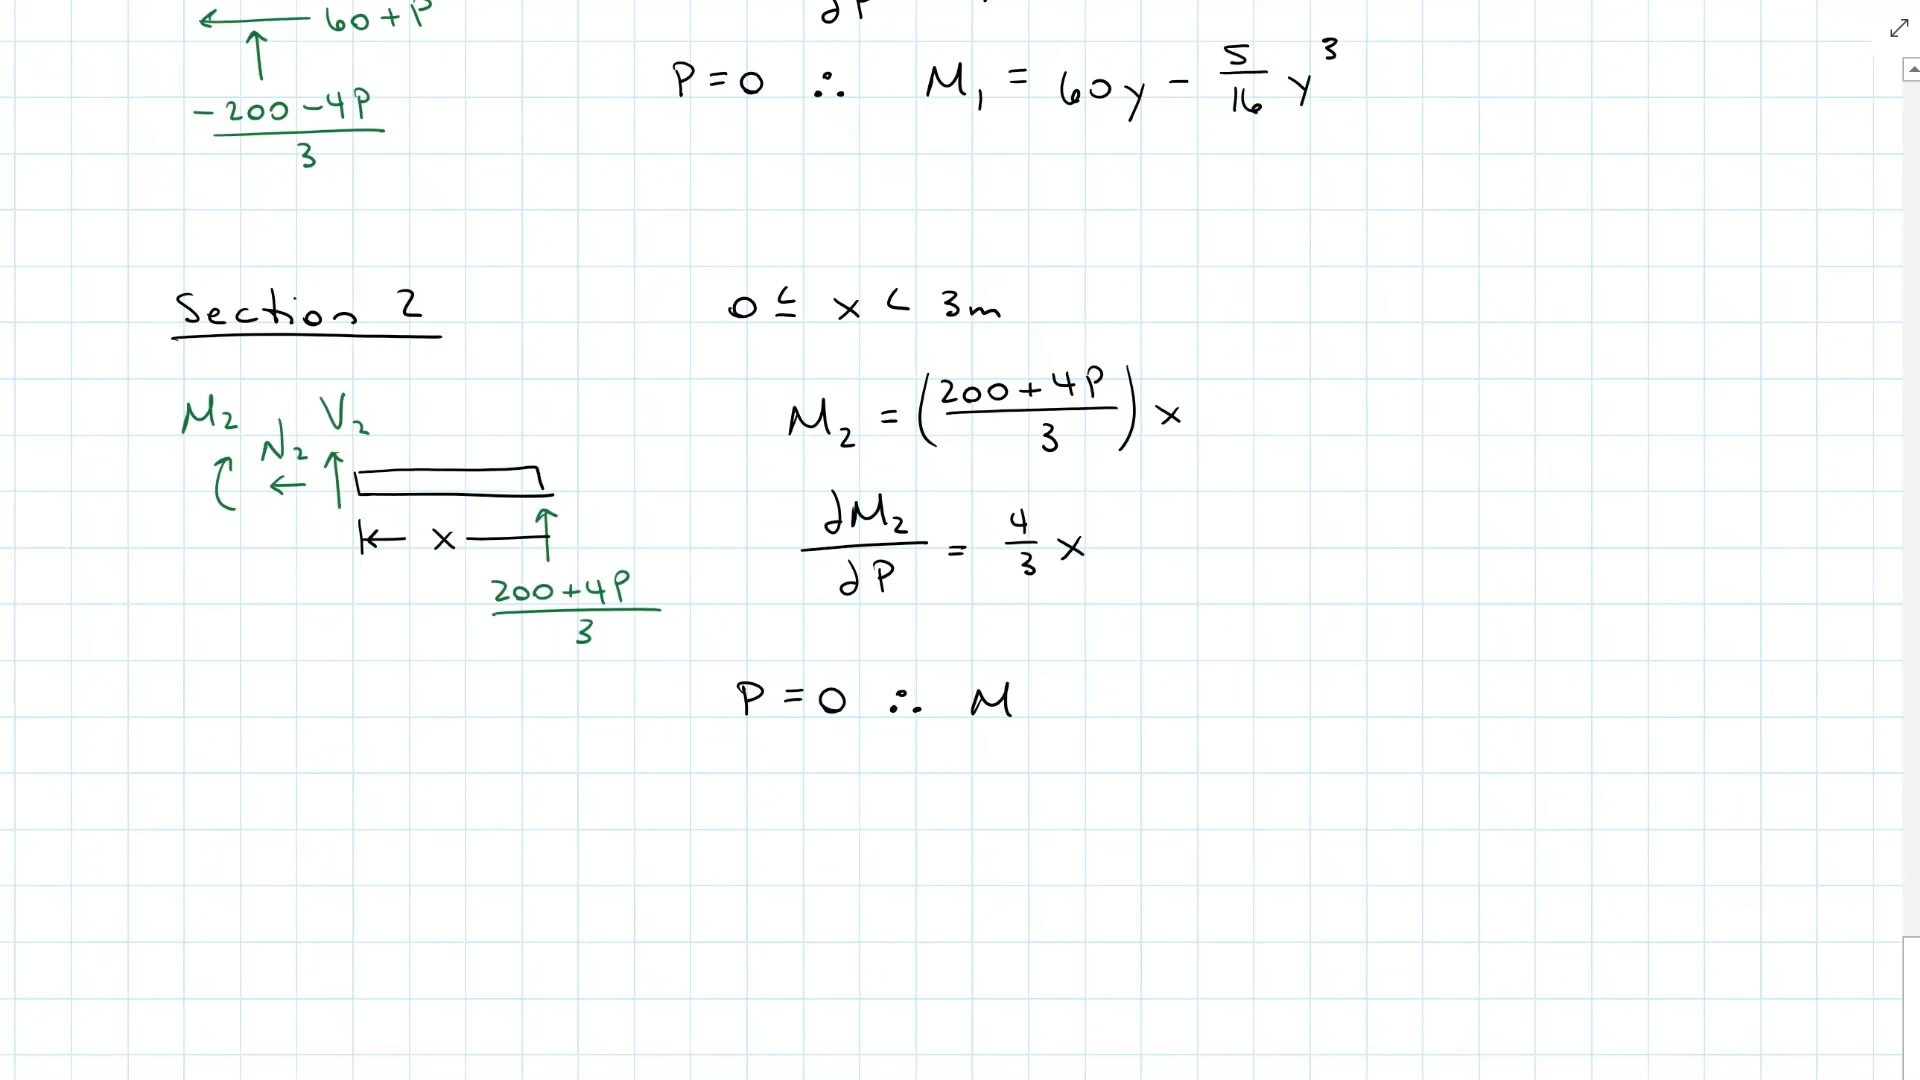 ← 60 + P
∂P
-200 - 4P
3
P = 0 ∴ M₁ = 60y - 5/16 y³
Section 2
0 ≤ x < 3m
M₂ N₂ V₂
x
200 + 4P
3
M₂ = (200 + 4P / 3) x
∂M₂ / ∂P = 4/3 x
P = 0 ∴ M